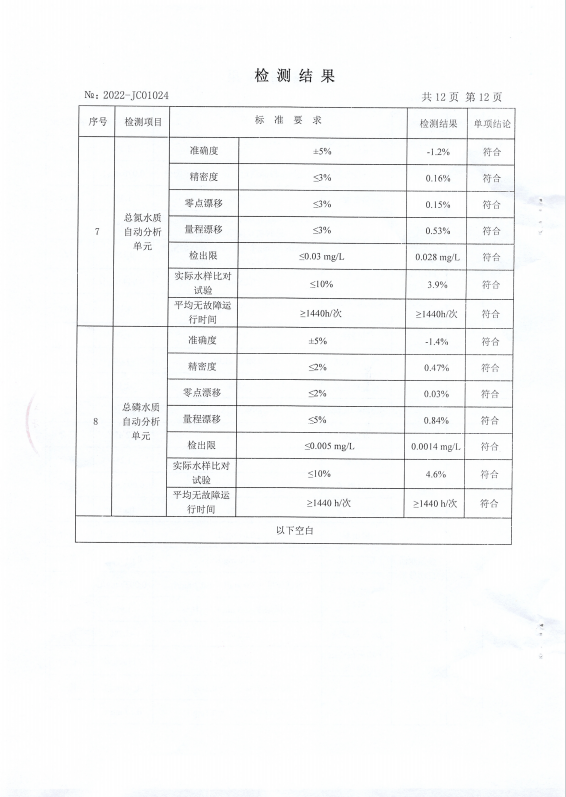 检 测 结 果
№: 2022-JC01024
共 12 页 第 12 页
序号 检测项目 标 准 要 求 检测结果 单项结论
7 总氮水质自动分析单元
准确度 ±5% -1.2% 符合
精密度 ≤3% 0.16% 符合
零点漂移 ≤3% 0.15% 符合
量程漂移 ≤3% 0.53% 符合
检出限 ≤0.03 mg/L 0.028 mg/L 符合
实际水样比对试验 ≤10% 3.9% 符合
平均无故障运行时间 ≥1440h/次 ≥1440h/次 符合
8 总磷水质自动分析单元
准确度 ±5% -1.4% 符合
精密度 ≤2% 0.47% 符合
零点漂移 ≤2% 0.03% 符合
量程漂移 ≤5% 0.84% 符合
检出限 ≤0.005 mg/L 0.0014 mg/L 符合
实际水样比对试验 ≤10% 4.6% 符合
平均无故障运行时间 ≥1440 h/次 ≥1440 h/次 符合
以下空白